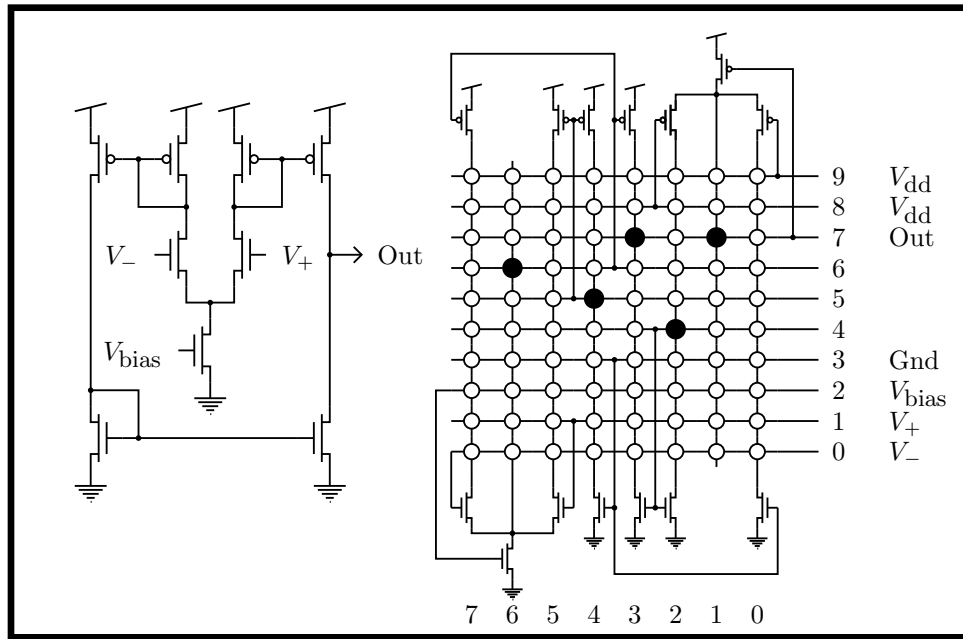 V– V+ Out
Vbias
9 Vdd
8 Vdd
7 Out
6
5
4
3 Gnd
2 Vbias
1 V+
0 V–
7 6 5 4 3 2 1 0